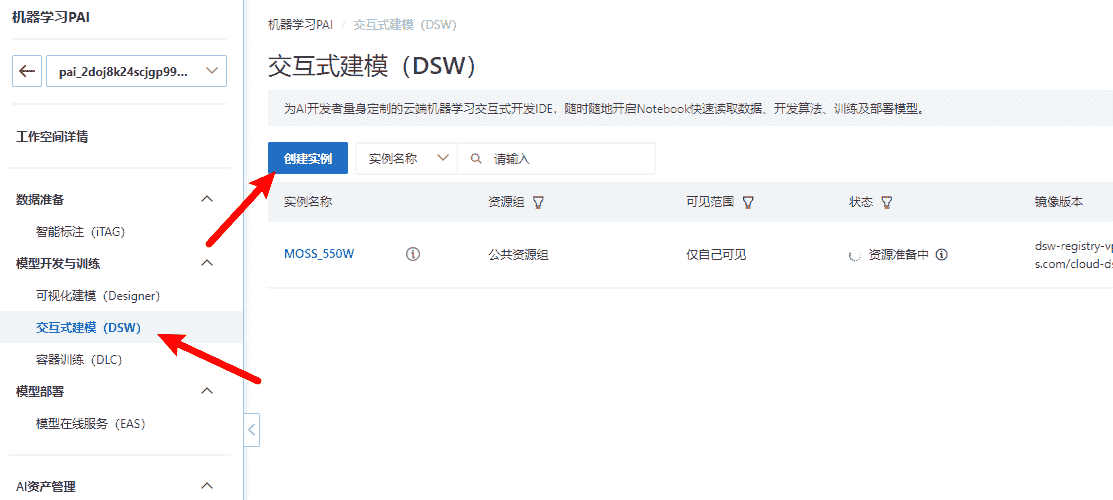 机器学习PAI
pai_2doj8k24scjgp99...
工作空间详情
数据准备
智能标注（iTAG）
模型开发与训练
可视化建模（Designer）
交互式建模（DSW）
容器训练（DLC）
模型部署
模型在线服务（EAS）
AI资产管理
机器学习PAI / 交互式建模（DSW）
交互式建模（DSW）
为AI开发者量身定制的云端机器学习交互式开发IDE，随时随地开启Notebook快速读取数据、开发算法、训练及部署模型。
创建实例 实例名称 请输入
实例名称 资源组 可见范围 状态 镜像版本
MOSS_550W 公共资源组 仅自己可见 资源准备中 dsw-registry-vp
s.com/cloud-ds